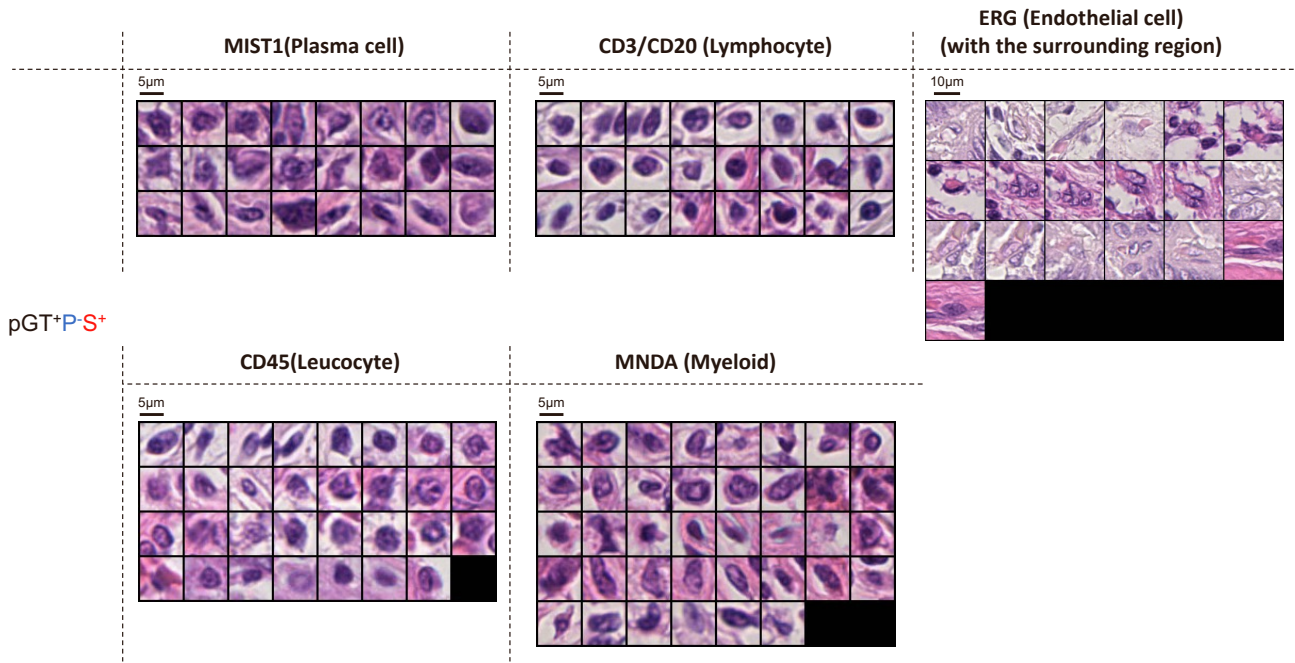 MIST1(Plasma cell)
CD3/CD20 (Lymphocyte)
ERG (Endothelial cell)
(with the surrounding region)
5μm
5μm
10μm
pGT⁺P⁻S⁺
CD45(Leucocyte)
MNDA (Myeloid)
5μm
5μm